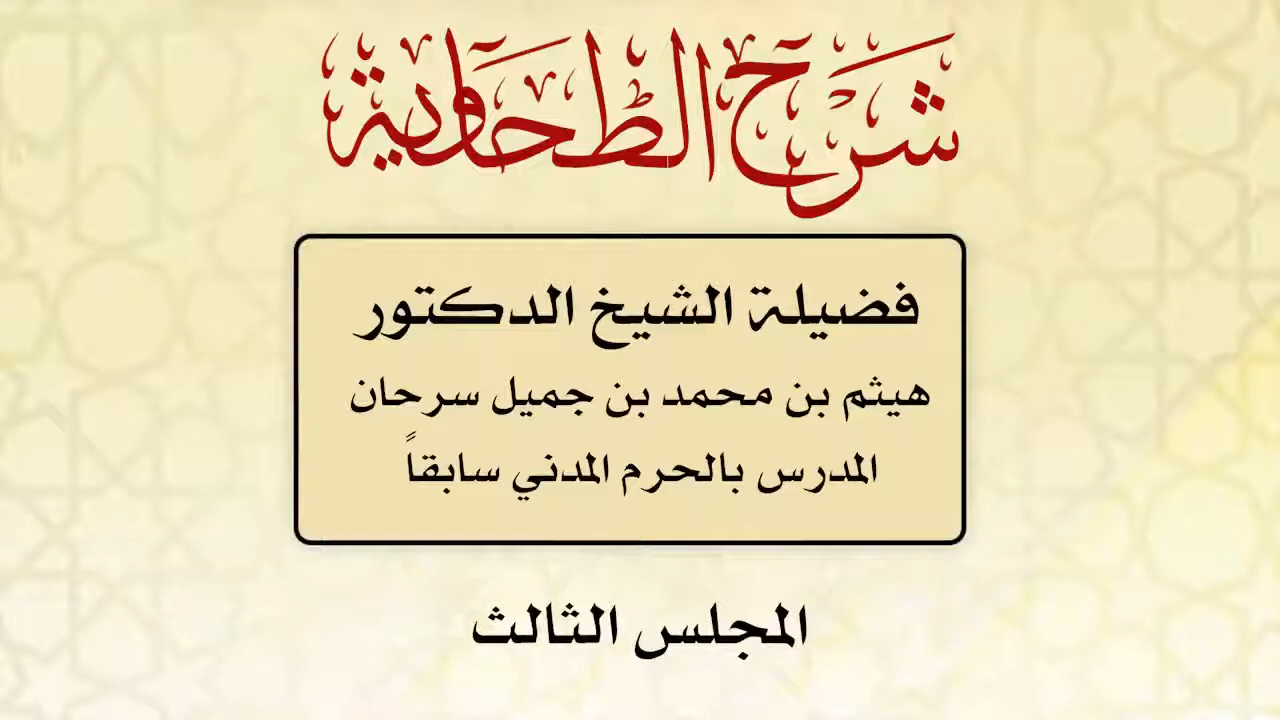 شرح الطحاوية
فضيلة الشيخ الدكتور
هيثم بن محمد بن جميل سرحان
المدرس بالحرم المدني سابقاً
المجلس الثالث